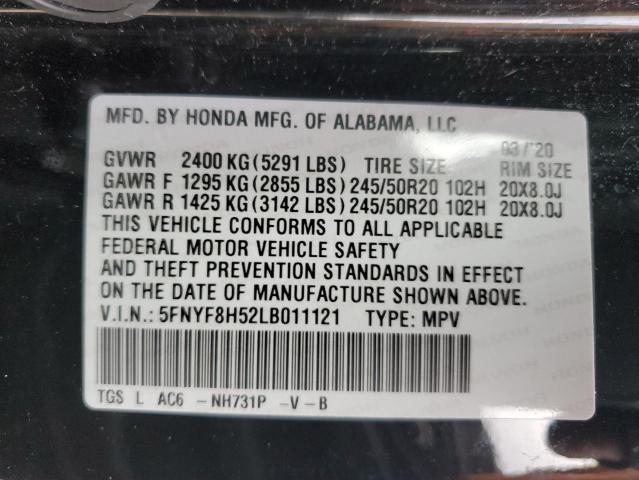 MFD. BY HONDA MFG. OF ALABAMA, LLC
03/'20
GVWR 2400 KG (5291 LBS) TIRE SIZE RIM SIZE
GAWR F 1295 KG (2855 LBS) 245/50R20 102H 20X8.0J
GAWR R 1425 KG (3142 LBS) 245/50R20 102H 20X8.0J
THIS VEHICLE CONFORMS TO ALL APPLICABLE
FEDERAL MOTOR VEHICLE SAFETY
AND THEFT PREVENTION STANDARDS IN EFFECT
ON THE DATE OF MANUFACTURE SHOWN ABOVE.
V.I.N.: 5FNYF8H52LB011121 TYPE: MPV
TGS L AC6 -NH731P -V-B